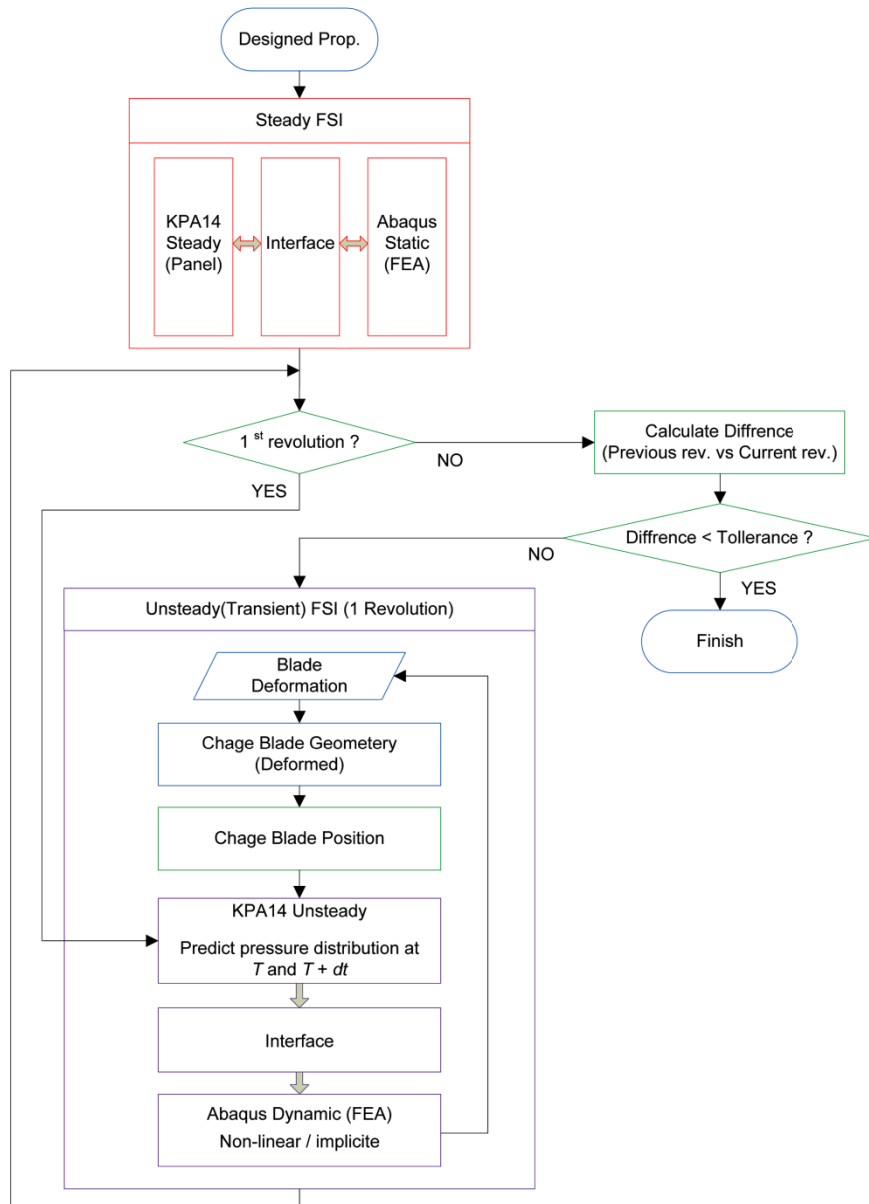 Designed Prop.
Steady FSI
KPA14
Steady
(Panel)
Interface
Abaqus
Static
(FEA)
1 st revolution ?
NO
YES
Calculate Diffrence
(Previous rev. vs Current rev.)
Diffrence < Tollerance ?
NO
YES
Finish
Unsteady(Transient) FSI (1 Revolution)
Blade
Deformation
Chage Blade Geometery
(Deformed)
Chage Blade Position
KPA14 Unsteady
Predict pressure distribution at
T and T + dt
Interface
Abaqus Dynamic (FEA)
Non-linear / implicite